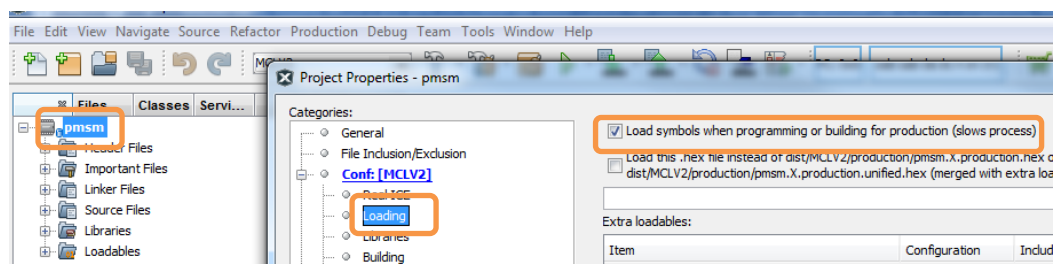 File Edit View Navigate Source Refactor Production Debug Team Tools Window Help
Project Properties - pmsm
Files Classes Servi...
pmsm
Header Files
Important Files
Linker Files
Source Files
Libraries
Loadables
Categories:
General
File Inclusion/Exclusion
Conf: [MCLV2]
Real ICE
Loading
Libraries
Building
Load symbols when programming or building for production (slows process)
Load this .hex file instead of dist/MCLV2/production/pmsm.X.production.hex
dist/MCLV2/production/pmsm.X.production.unified.hex (merged with extra loa
Extra loadables:
Item Configuration Includ